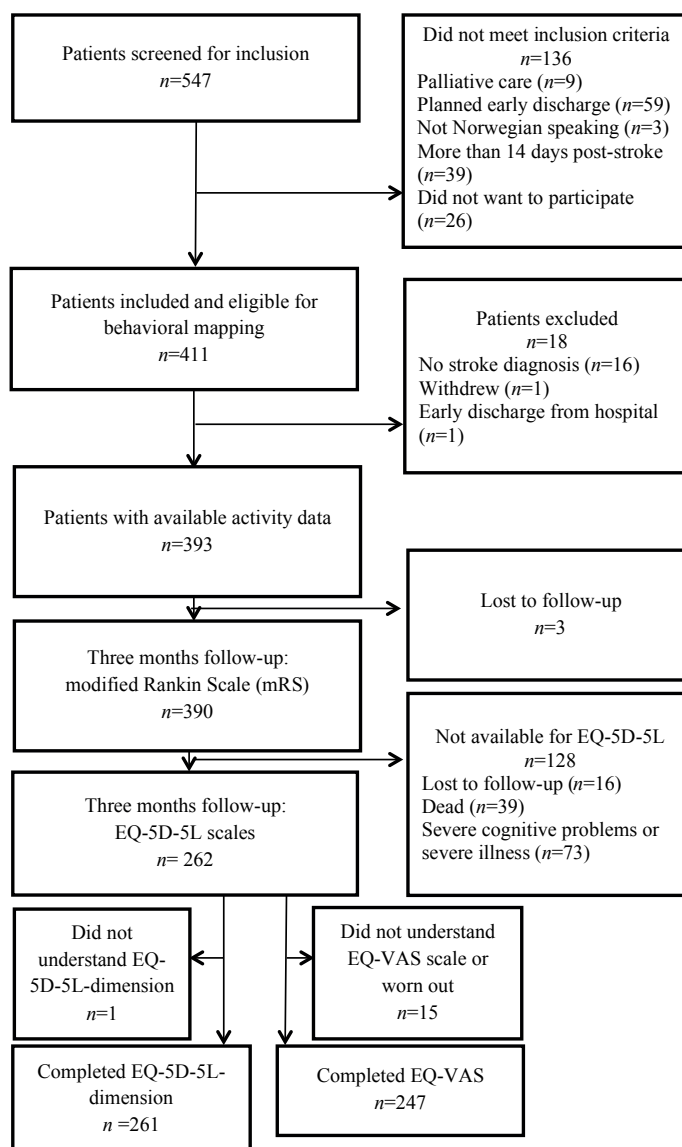 Patients screened for inclusion
n=547
Did not meet inclusion criteria
n=136
Palliative care (n=9)
Planned early discharge (n=59)
Not Norwegian speaking (n=3)
More than 14 days post-stroke
(n=39)
Did not want to participate
(n=26)
Patients included and eligible for
behavioral mapping
n=411
Patients excluded
n=18
No stroke diagnosis (n=16)
Withdrew (n=1)
Early discharge from hospital
(n=1)
Patients with available activity data
n=393
Lost to follow-up
n=3
Three months follow-up:
modified Rankin Scale (mRS)
n=390
Not available for EQ-5D-5L
n=128
Lost to follow-up (n=16)
Dead (n=39)
Severe cognitive problems or
severe illness (n=73)
Three months follow-up:
EQ-5D-5L scales
n= 262
Did not
understand EQ-
5D-5L-dimension
n=1
Did not understand
EQ-VAS scale or
worn out
n=15
Completed EQ-5D-5L-
dimension
n =261
Completed EQ-VAS
n=247